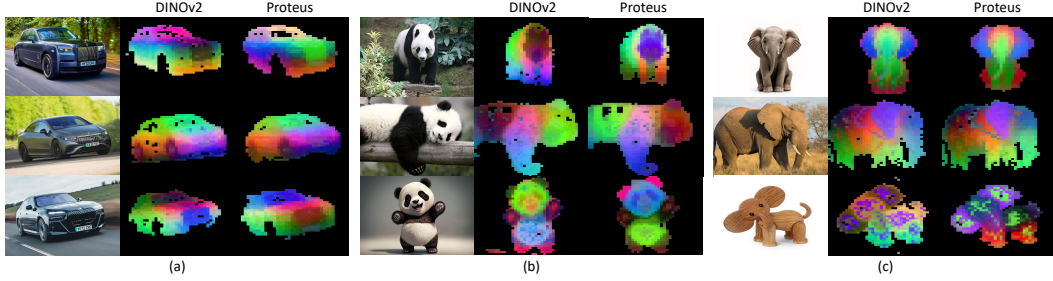 DINOv2 Proteus DINOv2 Proteus DINOv2 Proteus
(a) (b) (c)